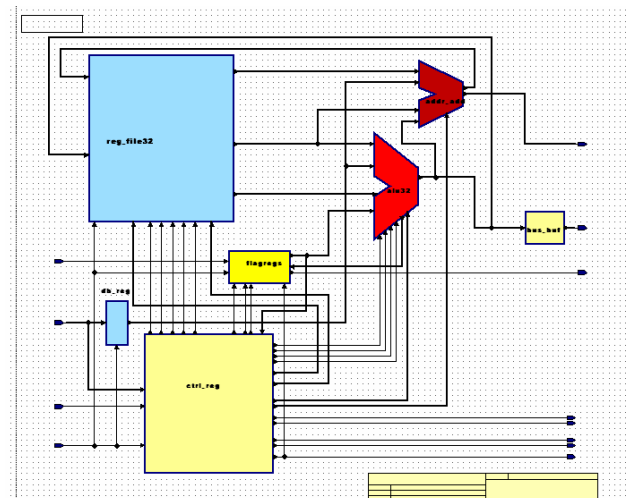 addr_add
reg_file32
alu32
bus_buf
flagregs
db_reg
ctrl_reg